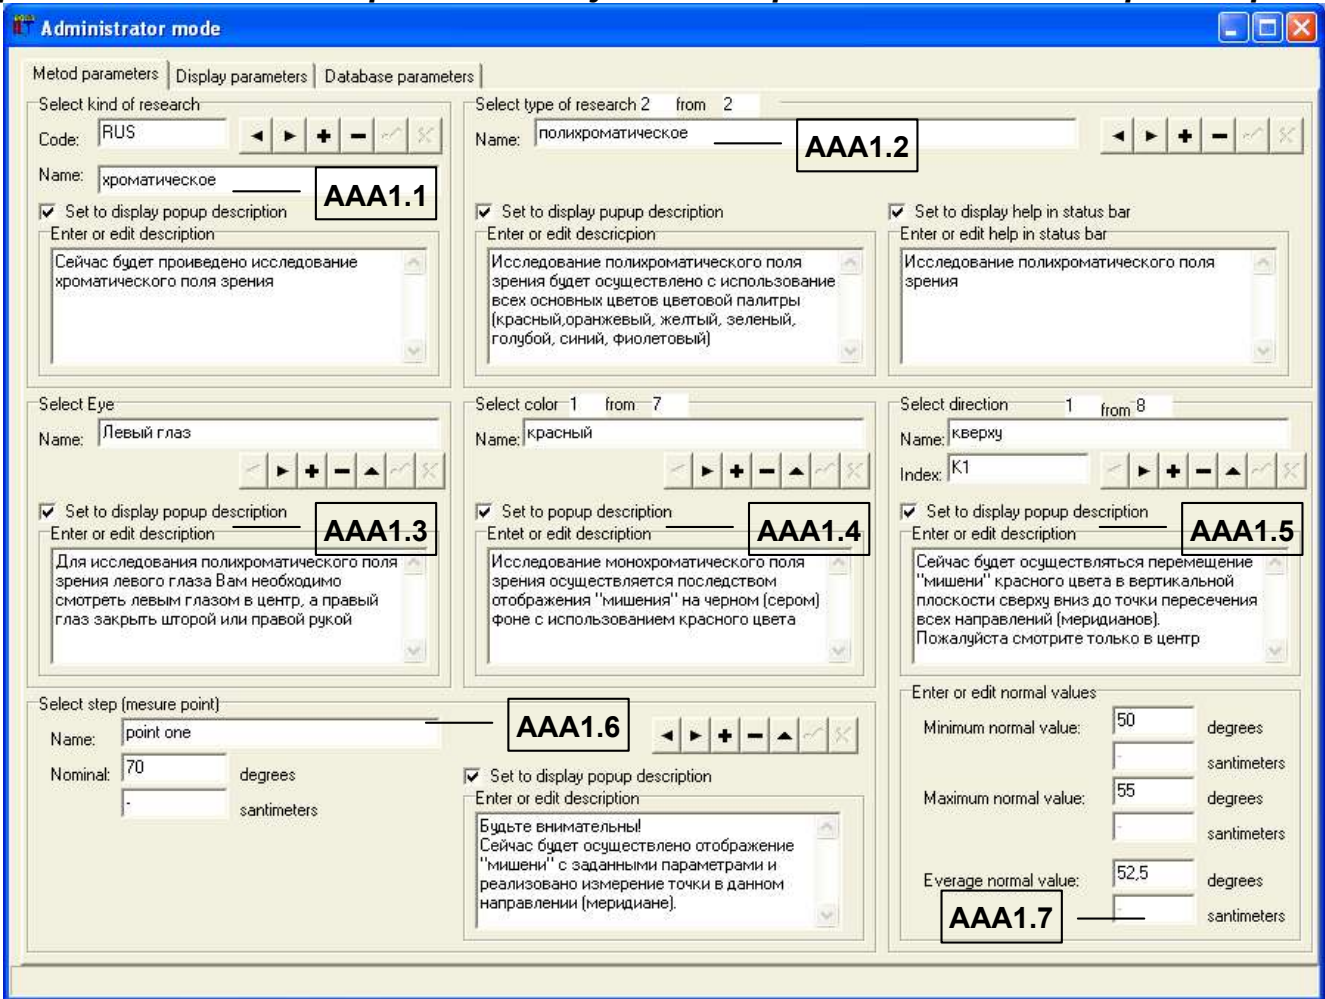 Administrator mode
Metod parameters
Display parameters
Database parameters
Select kind of research
Code:
RUS
Name:
хроматическое
AAA1.1
Set to display popup description
Enter or edit description
Сейчас будет проиведено исследование
хроматического поля зрения
Select type of research 2 from 2
Name:
полихроматическое
AAA1.2
Set to display pupup description
Enter or edit descricpion
Исследование полихроматического поля
зрения будет осуществлено с использование
всех основных цветов цветовой палитры
(красный,оранжевый, желтый, зеленый,
голубой, синий, фиолетовый)
Set to display help in status bar
Enter or edit help in status bar
Исследование полихроматического поля
зрения
Select Eye
Name:
Левый глаз
Set to display popup description
AAA1.3
Enter or edit description
Для исследования полихроматического поля
зрения левого глаза Вам необходимо
смотреть левым глазом в центр, а правый
глаз закрыть шторой или правой рукой
Select color 1 from 7
Name:
красный
Set to popup description
AAA1.4
Entet or edit description
Исследование монохроматического поля
зрения осуществляется последством
отображения "мишения" на черном (сером)
фоне с использованием красного цвета
Select direction 1 from 8
Name:
кверху
Index:
К1
Set to display popup description
AAA1.5
Enter or edit description
Сейчас будет осуществляться перемещение
"мишени" красного цвета в вертикальной
плоскости сверху вниз до точки пересечения
всех направлений (меридианов).
Пожалуйста смотрите только в центр
Select step (mesure point)
Name:
point one
AAA1.6
Nominal:
70
degrees
-
santimeters
Set to display popup description
Enter or edit description
Будьте внимательны!
Сейчас будет осуществлено отображение
"мишени" с заданными параметрами и
реализовано измерение точки в данном
направлении (меридиане).
Enter or edit normal values
Minimum normal value:
50
degrees
-
santimeters
Maximum normal value:
55
degrees
-
santimeters
Everage normal value:
52,5
degrees
AAA1.7
-
santimeters